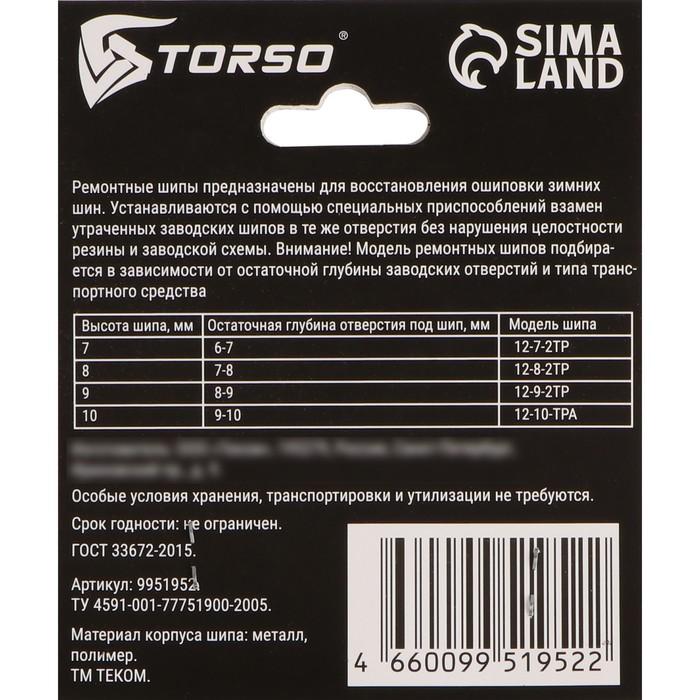 TORSO®
SIMA
LAND
Ремонтные шипы предназначены для восстановления ошиповки зимних
шин. Устанавливаются с помощью специальных приспособлений взамен
утраченных заводских шипов в те же отверстия без нарушения целостности
резины и заводской схемы. Внимание! Модель ремонтных шипов подбира-
ется в зависимости от остаточной глубины заводских отверстий и типа транс-
портного средства
Высота шипа, мм Остаточная глубина отверстия под шип, мм Модель шипа
7 6-7 12-7-2ТР
8 7-8 12-8-2ТР
9 8-9 12-9-2ТР
10 9-10 12-10-ТРА
Особые условия хранения, транспортировки и утилизации не требуются.
Срок годности: не ограничен.
ГОСТ 33672-2015.
Артикул: 9951952.
ТУ 4591-001-77751900-2005.
Материал корпуса шипа: металл,
полимер.
ТМ ТЕКОМ.
4 660099 519522